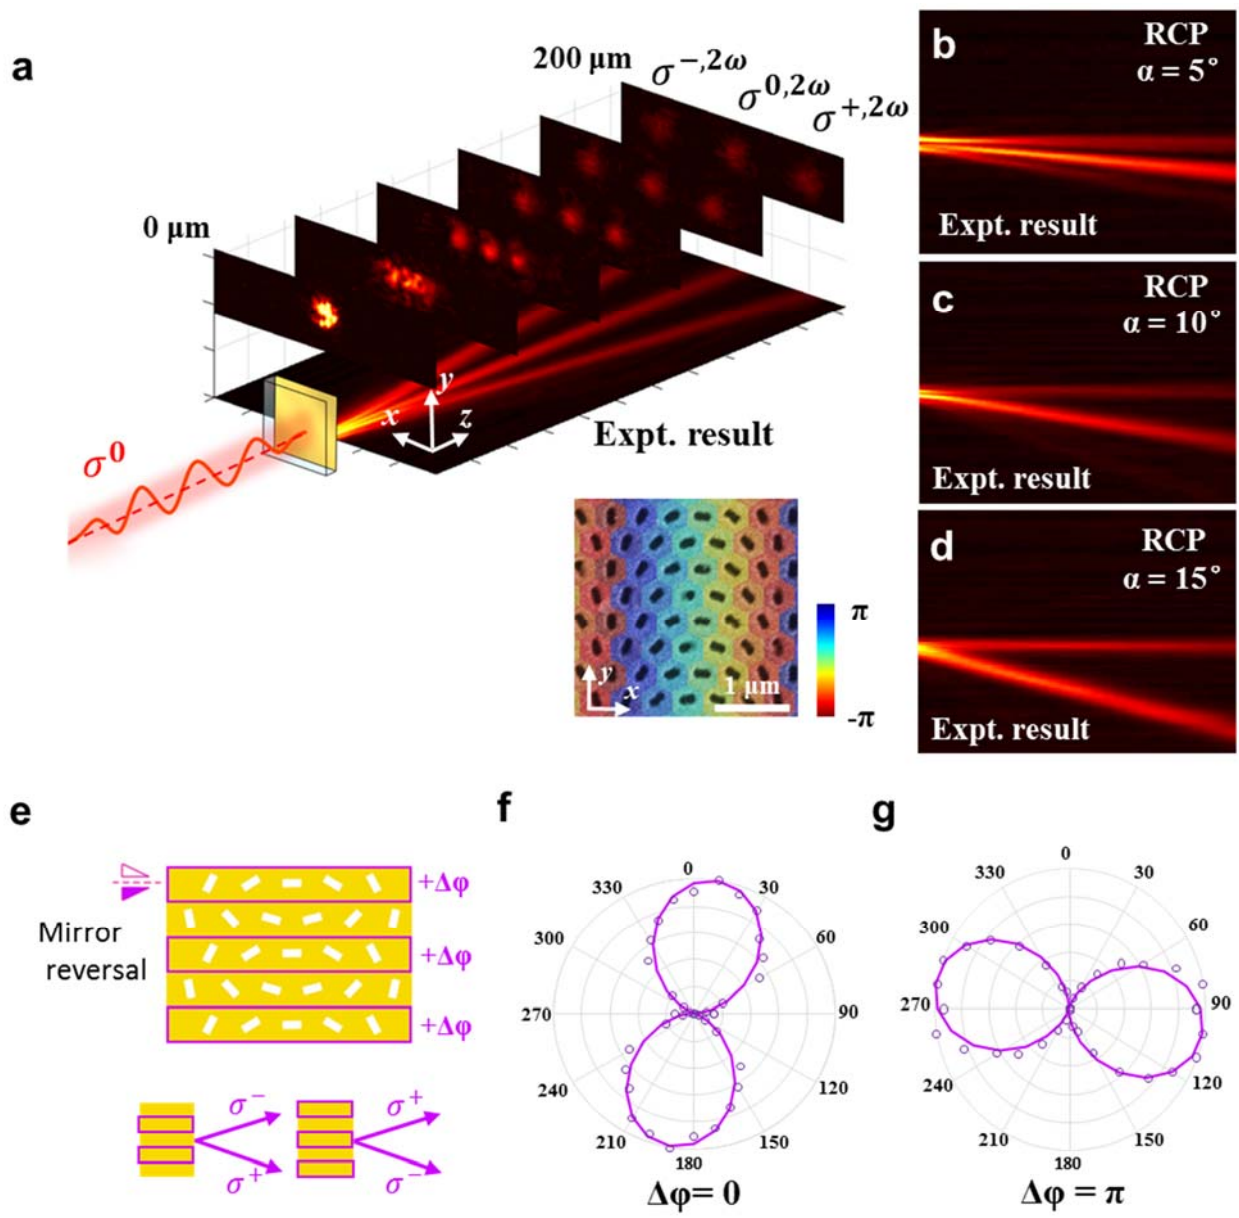 a
200 μm
σ⁻,²ω
σ⁰,²ω
σ⁺,²ω
0 μm
y
x
z
σ⁰
Expt. result
y
x
1 μm
π
-π
b
RCP
α = 5°
Expt. result
c
RCP
α = 10°
Expt. result
d
RCP
α = 15°
Expt. result
e
+Δφ
Mirror
reversal
+Δφ
+Δφ
σ⁻
σ⁺
σ⁺
σ⁻
f
0
30
60
90
120
150
180
210
240
270
300
330
Δφ= 0
g
0
30
60
90
120
150
180
210
240
270
300
330
Δφ = π